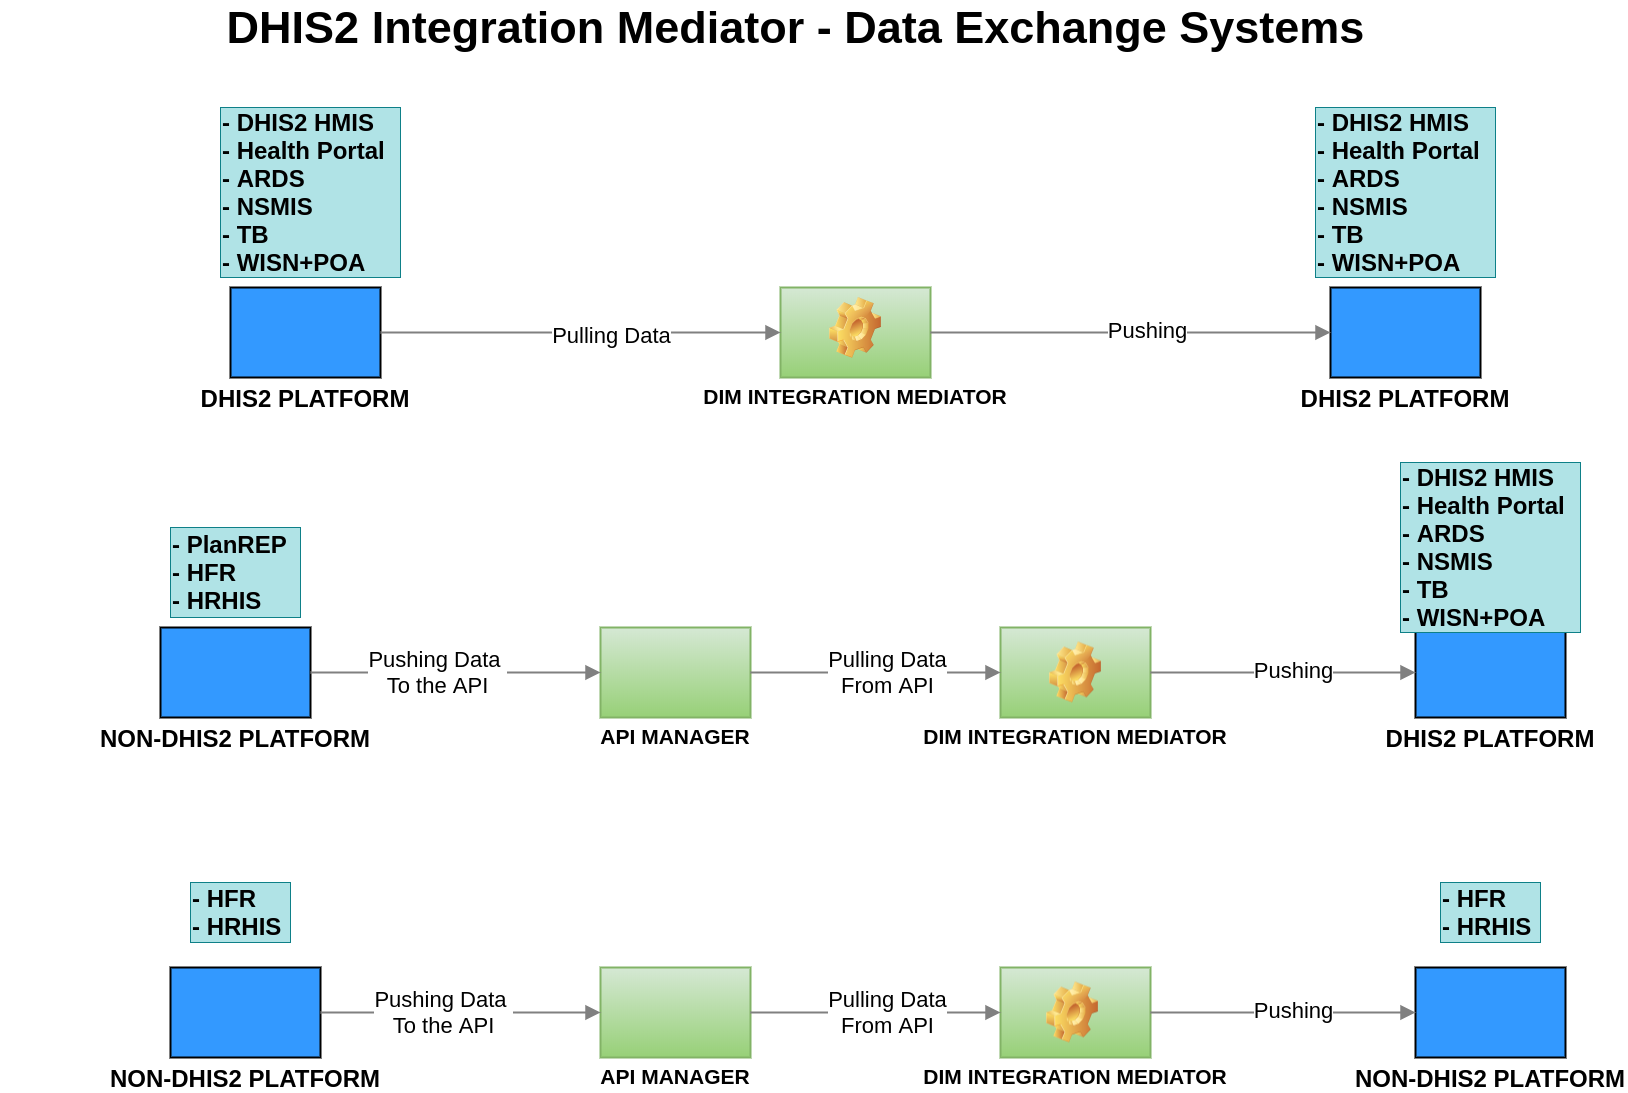 DHIS2 Integration Mediator - Data Exchange Systems
- DHIS2 HMIS
- Health Portal
- ARDS
- NSMIS
- TB
- WISN+POA
- DHIS2 HMIS
- Health Portal
- ARDS
- NSMIS
- TB
- WISN+POA
Pulling Data
Pushing
DHIS2 PLATFORM
DIM INTEGRATION MEDIATOR
DHIS2 PLATFORM
- PlanREP
- HFR
- HRHIS
- DHIS2 HMIS
- Health Portal
- ARDS
- NSMIS
- TB
- WISN+POA
Pushing Data
To the API
Pulling Data
From API
Pushing
NON-DHIS2 PLATFORM
API MANAGER
DIM INTEGRATION MEDIATOR
DHIS2 PLATFORM
- HFR
- HRHIS
- HFR
- HRHIS
Pushing Data
To the API
Pulling Data
From API
Pushing
NON-DHIS2 PLATFORM
API MANAGER
DIM INTEGRATION MEDIATOR
NON-DHIS2 PLATFORM